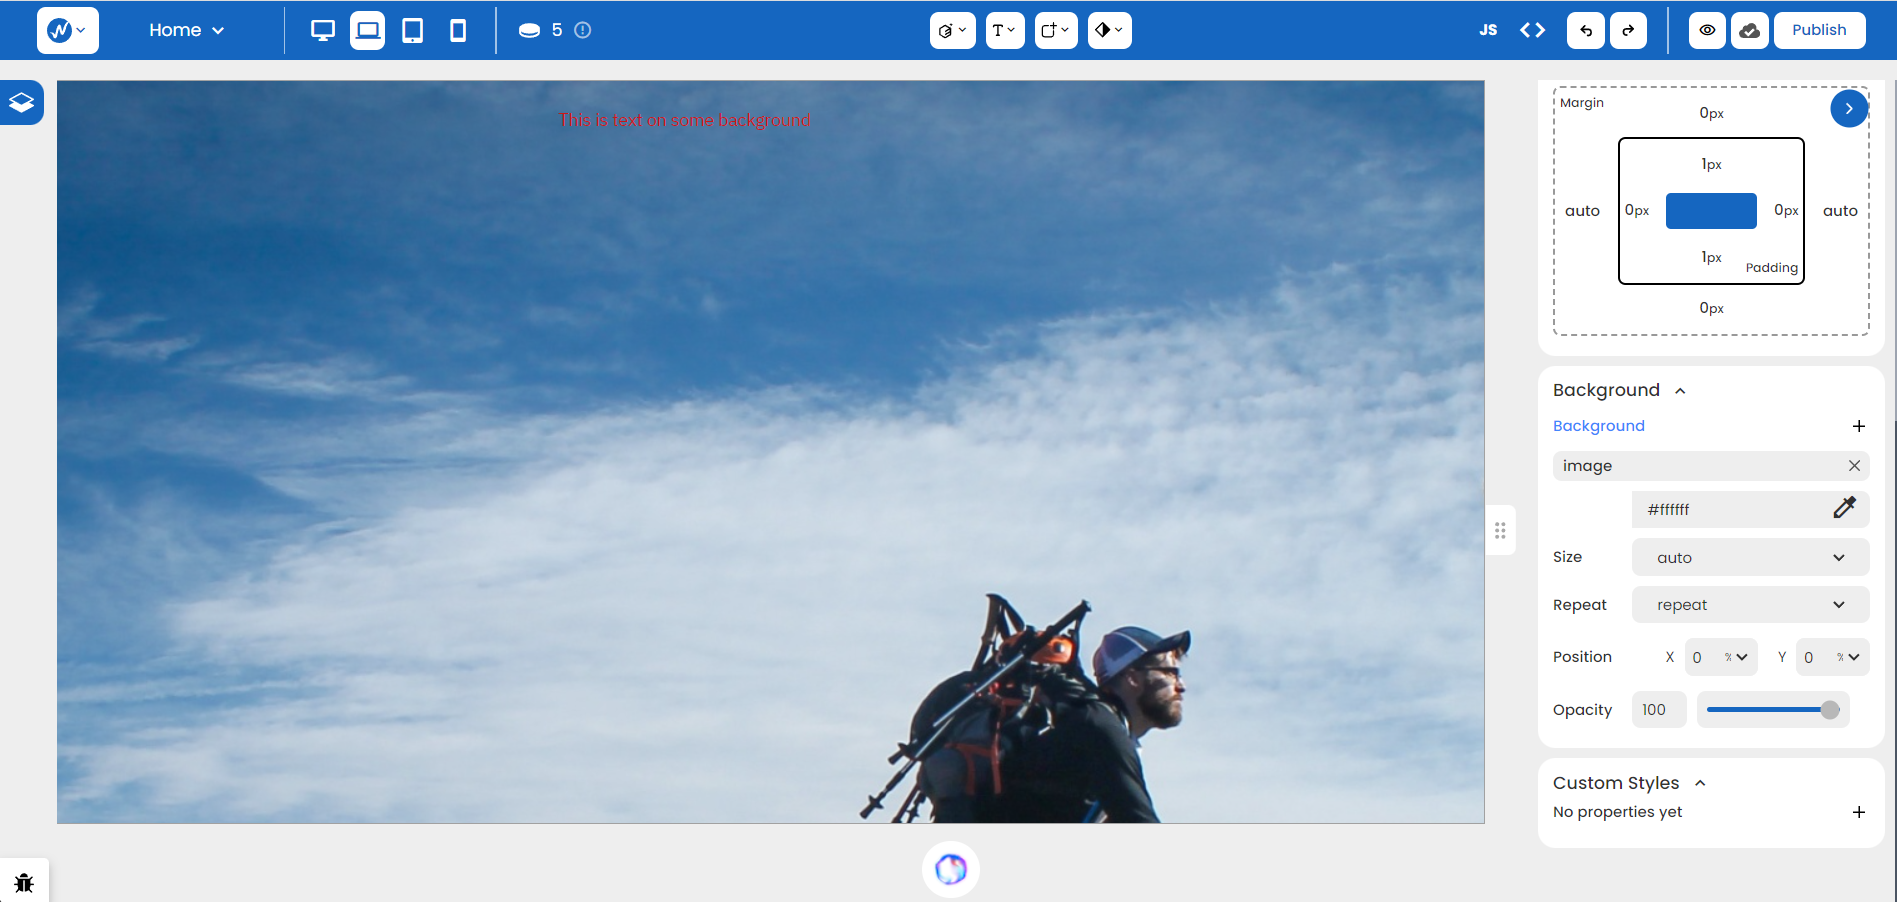 Home
5
T
JS
Publish
This is text on some background
Margin
0px
1px
auto
0px
0px
auto
1px
Padding
0px
Background
Background
image
#ffffff
Size
auto
Repeat
repeat
Position
X
0
%
Y
0
%
Opacity
100
Custom Styles
No properties yet